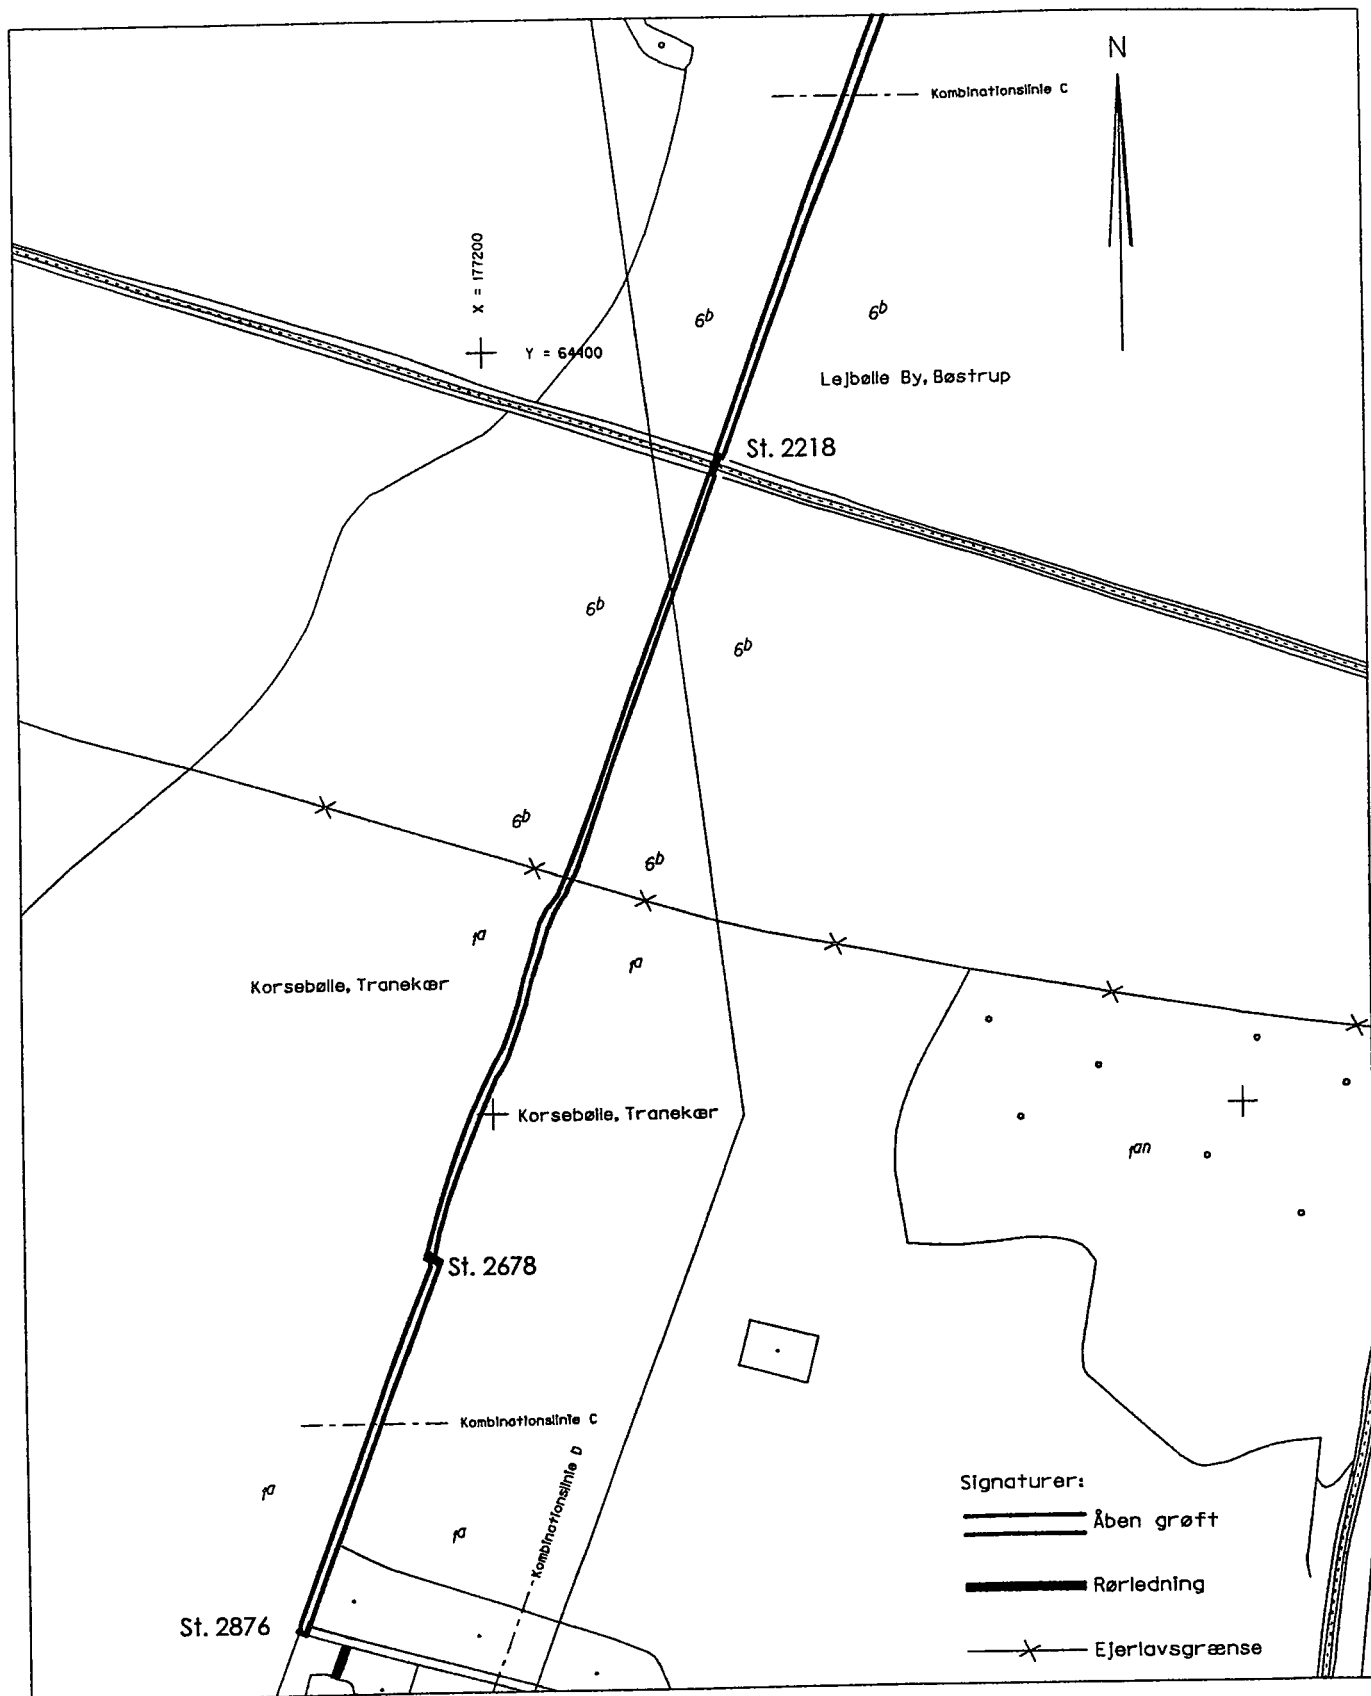 N
Kombinationslinie C
X = 177200
Y = 64400
6b
6b
Lejbølle By, Bøstrup
St. 2218
6b
6b
6b
6b
1a
1a
Korsebølle, Tranekær
Korsebølle, Tranekær
1an
St. 2678
Kombinationslinie C
Kombinationslinie D
1a
1a
St. 2876
Signaturer:
Åben grøft
Rørledning
Ejerlavsgrænse